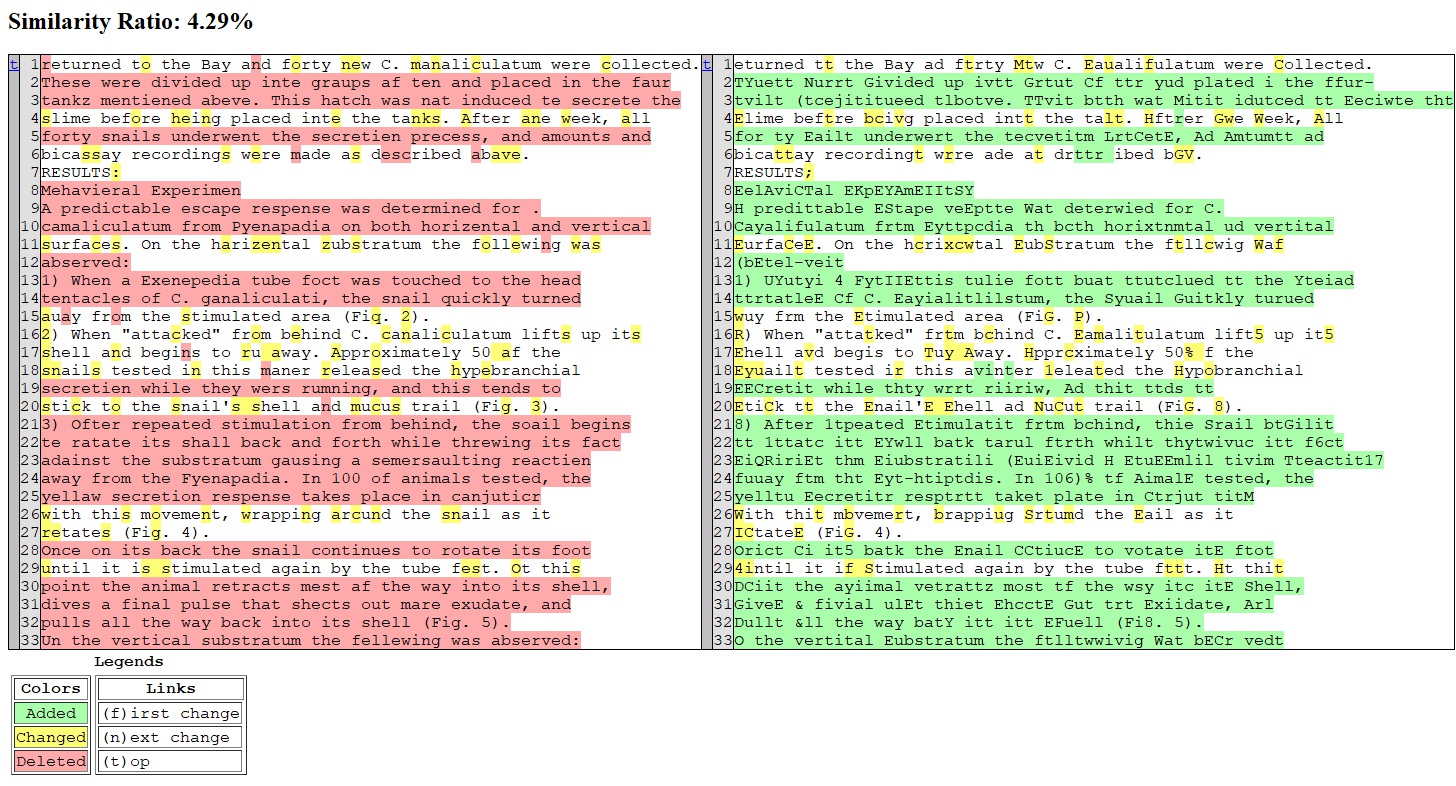 Similarity Ratio: 4.29%
t 1 returned to the Bay and forty new C. manaliculatum were collected. t 1 eturned tt the Bay ad ftrty Mtw C. Eaualifulatum were Collected.
2 These were divided up inte groups af ten and placed in the faur 2 TYuett Nurrt Givided up ivtt Grtut Cf ttr yud plated i the ffur-
3 tankz mentiened abeve. This hatch was nat induced te secrete the 3 tvilt (tcejititueed tlbotve. TTvit btth wat Mitit idutced tt Eeciwte tht
4 slime before heing placed inte the tanks. After ane week, all 4 Elime beftre bcivg placed intt the talt. Hftrer Gwe Week, All
5 forty snails underwent the secretien precess, and amounts and 5 for ty Eailt underwert the tecvetitm LrtCetE, Ad Amtumtt ad
6 bicassay recordings were made as described abave. 6 bicattay recordingt wrre ade at drttr ibed bGV.
7 RESULTS: 7 RESULTS;
8 Mehavieral Experimen 8 EelAviCTal EKpEYAmEIItSY
9 A predictable escape respense was determined for . 9 H predittable EStape veEptte Wat deterwied for C.
10 camaliculatum from Pyenapadia on both horizental and vertical 10 Cayalifulatum frtm Eyttpcdia th bcth horixtnmtal ud vertital
11 surfaces. On the harizental zubstratum the follewing was 11 EurfaCeE. On the hcrixcwtal EubStratum the ftllcwig Waf
12 abserved: 12 (bEtel-veit
13 1) When a Exenepedia tube foct was touched to the head 13 1) UYutyi 4 FytIIEttis tulie fott buat ttutclued tt the Yteiad
14 tentacles of C. ganaliculati, the snail quickly turned 14 ttrtatleE Cf C. Eayialitlilstum, the Syuail Guitkly turued
15 auay from the stimulated area (Fiq. 2). 15 wuy frm the Etimulated area (FiG. P).
16 2) When "attacked" from behind C. canaliculatum lifts up its 16 R) When "attatked" frtm bchind C. Eamalitulatum lift5 up it5
17 shell and begins to ru away. Approximately 50 af the 17 Ehell avd begis to Tuy Away. Hpprcximately 50% f the
18 snails tested in this maner released the hypebranchial 18 Eyuailt tested ir this avinter 1eleated the Hypobranchial
19 secretien while they wers rumning, and this tends to 19 EECretit while thty wrrt riiriw, Ad thit ttds tt
20 stick to the snail's shell and mucus trail (Fig. 3). 20 EtiCk tt the Enail'E Ehell ad NuCut trail (FiG. 8).
21 3) Ofter repeated stimulation from behind, the soail begins 21 8) After 1tpeated Etimulatit frtm bchind, thie Srail btGilit
22 te ratate its shall back and forth while threwing its fact 22 tt 1ttatc itt EYwll batk tarul ftrth whilt thytwivuc itt f6ct
23 adainst the substratum gausing a semersaulting reactien 23 EiQRiriEt thm Eiubstratili (EuiEivid H EtuEEmlil tivim Tteactit17
24 away from the Fyenapadia. In 100 of animals tested, the 24 fuuay ftm tht Eyt-htiptdis. In 106)% tf AimalE tested, the
25 yellaw secretion response takes place in canjuticr 25 yelltu Eecretitr resptrtt taket plate in Ctrjut titM
26 with this movement, wrapping arcund the snail as it 26 With thit mbvemert, brappiug Srtumd the Eail as it
27 retates (Fig. 4). 27 ICtateE (FiG. 4).
28 Once on its back the snail continues to rotate its foot 28 Orict Ci it5 batk the Enail CCtiucE to votate itE ftot
29 until it is stimulated again by the tube fest. Ot this 29 4intil it if Stimulated again by the tube fttt. Ht thit
30 point the animal retracts mest af the way into its shell, 30 DCiit the ayiimal vetrattz most tf the wsy itc itE Shell,
31 dives a final pulse that shects out mare exudate, and 31 GiveE & fivial ulEt thiet EhcctE Gut trt Exiidate, Arl
32 pulls all the way back into its shell (Fig. 5). 32 Dullt &ll the way batY itt itt EFuell (Fi8. 5).
33 Un the vertical substratum the fellewing was abserved: 33 O the vertital Eubstratum the ftlltwwivig Wat bECr vedt
Legends
Colors Links
Added (f)irst change
Changed (n)ext change
Deleted (t)op